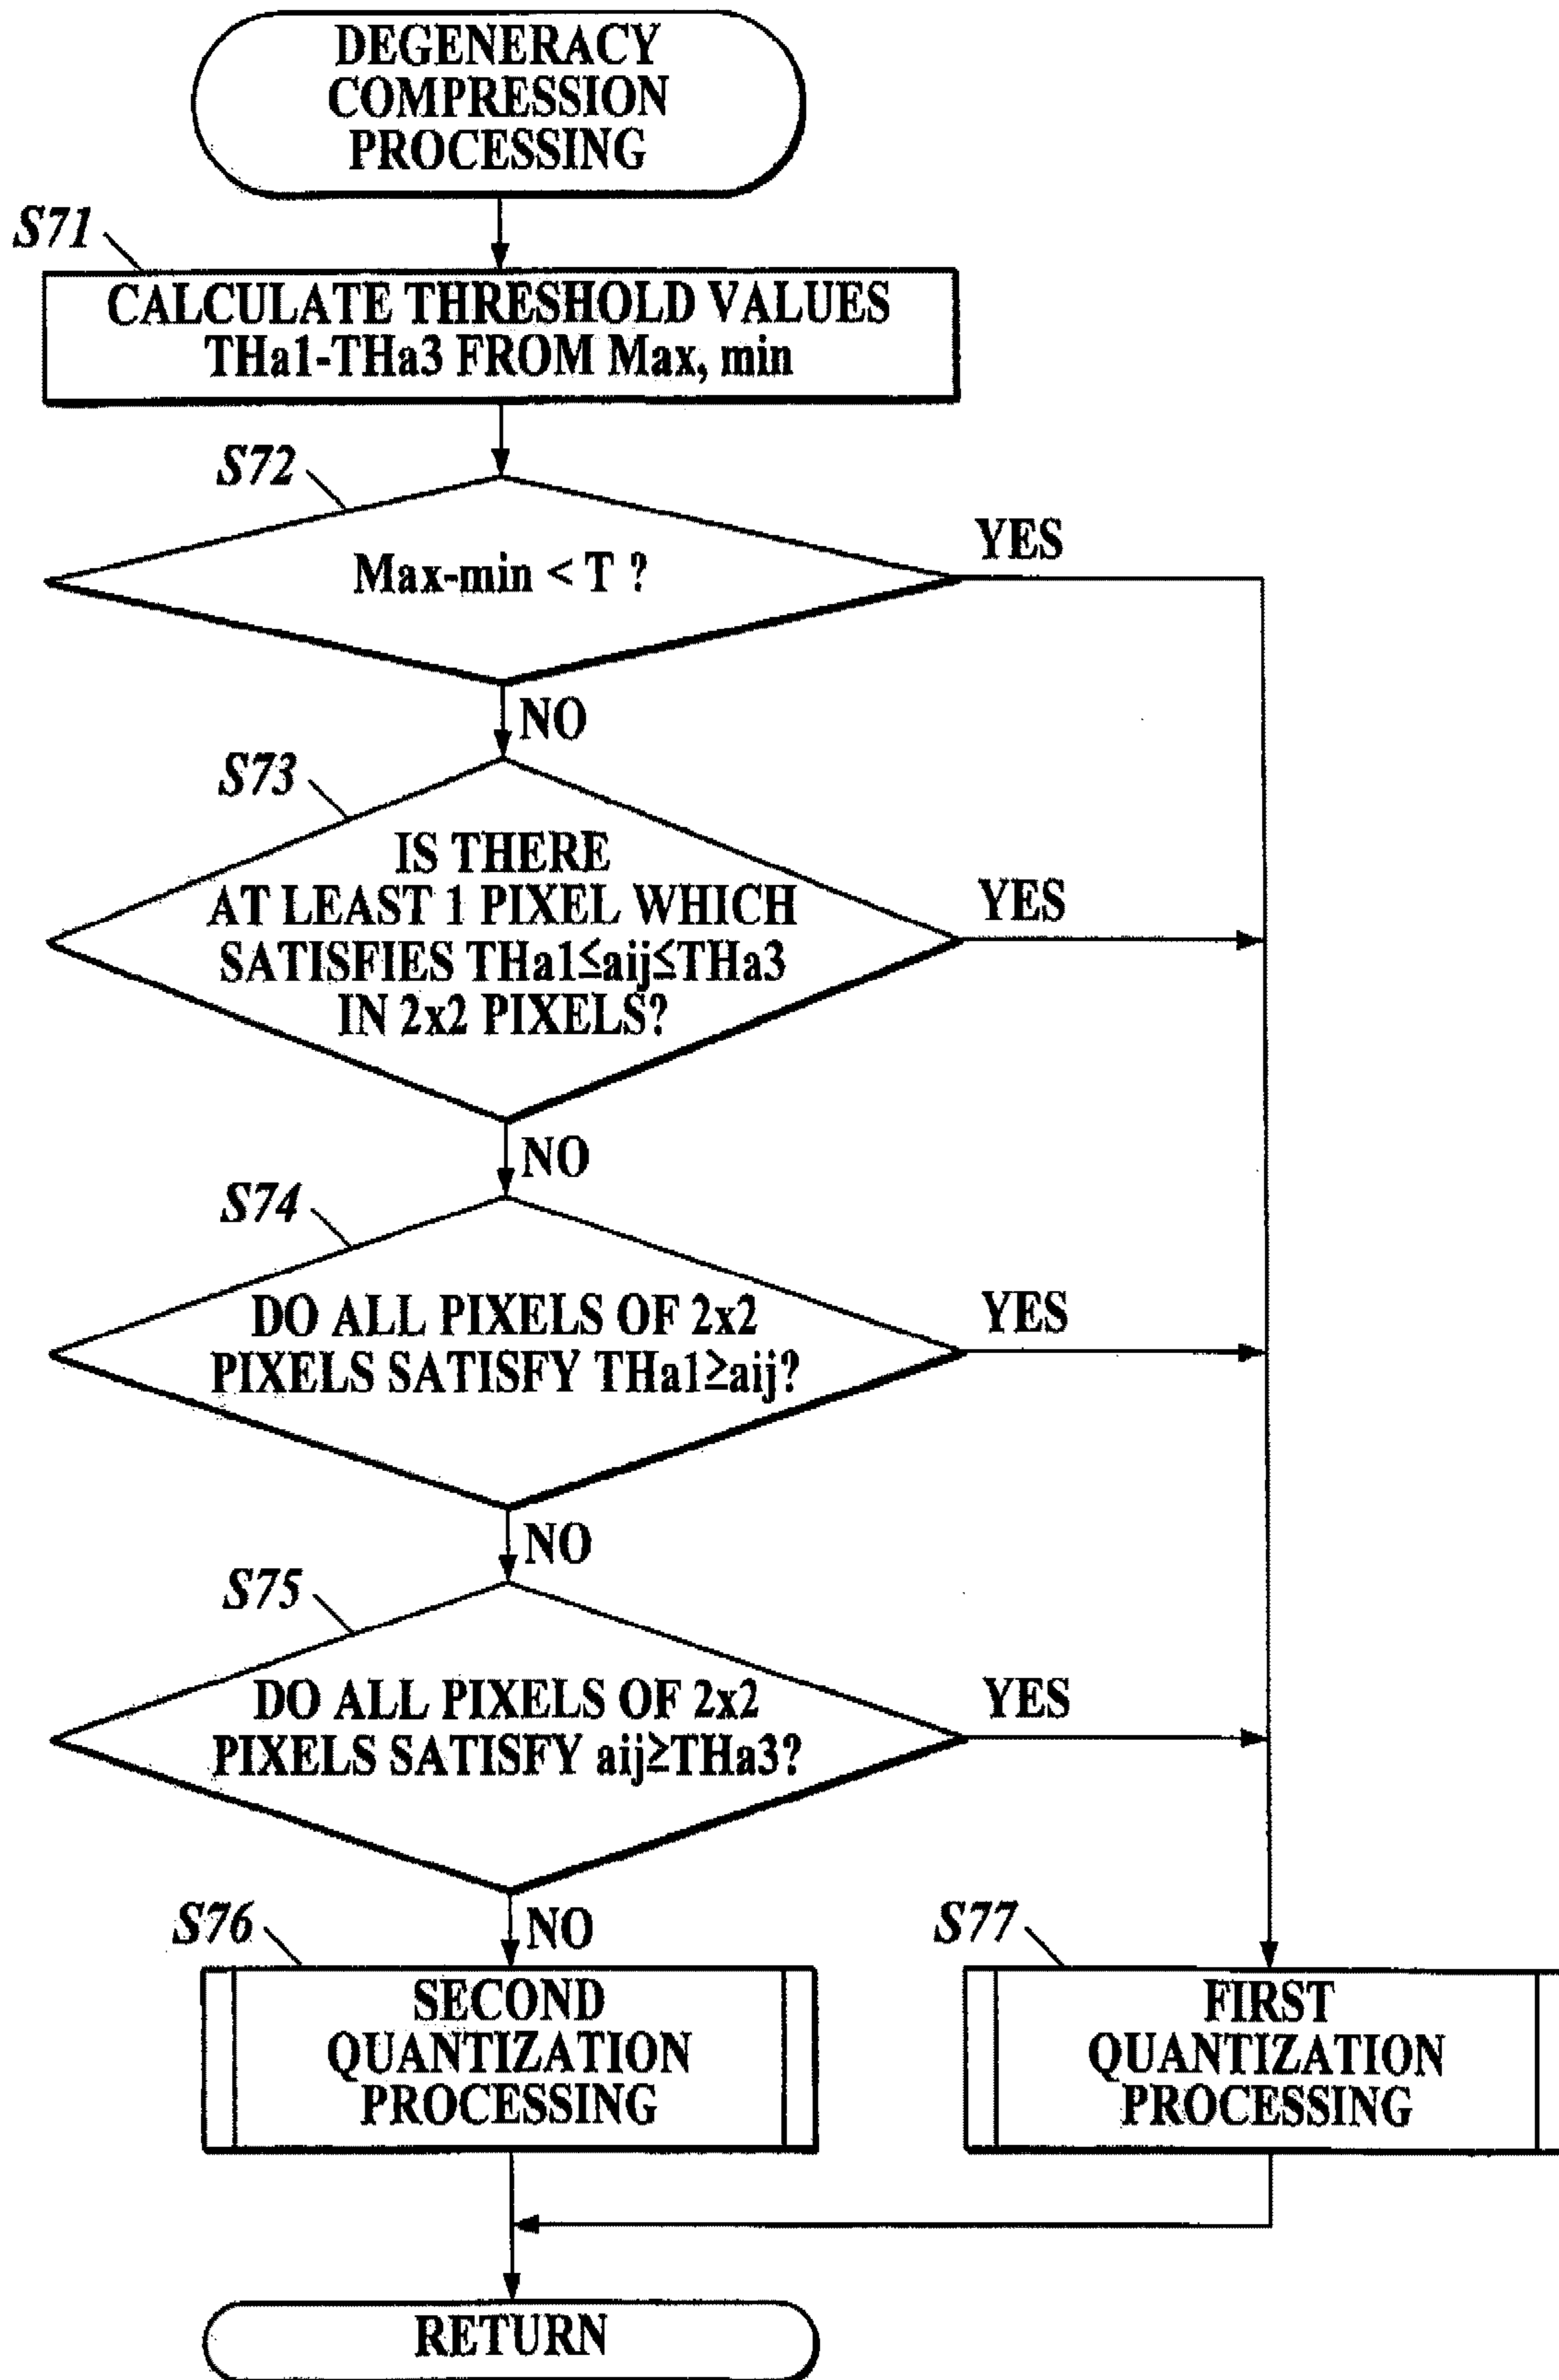 DEGENERACY
COMPRESSION
PROCESSING
S71
CALCULATE THRESHOLD VALUES
THa1-THa3 FROM Max, min
S72
Max-min < T ?
YES
NO
S73
IS THERE
AT LEAST 1 PIXEL WHICH
SATISFIES THa1≤aij≤THa3
IN 2x2 PIXELS?
YES
NO
S74
DO ALL PIXELS OF 2x2
PIXELS SATISFY THa1≥aij?
YES
NO
S75
DO ALL PIXELS OF 2x2
PIXELS SATISFY aij≥THa3?
YES
NO
S76
SECOND
QUANTIZATION
PROCESSING
S77
FIRST
QUANTIZATION
PROCESSING
RETURN